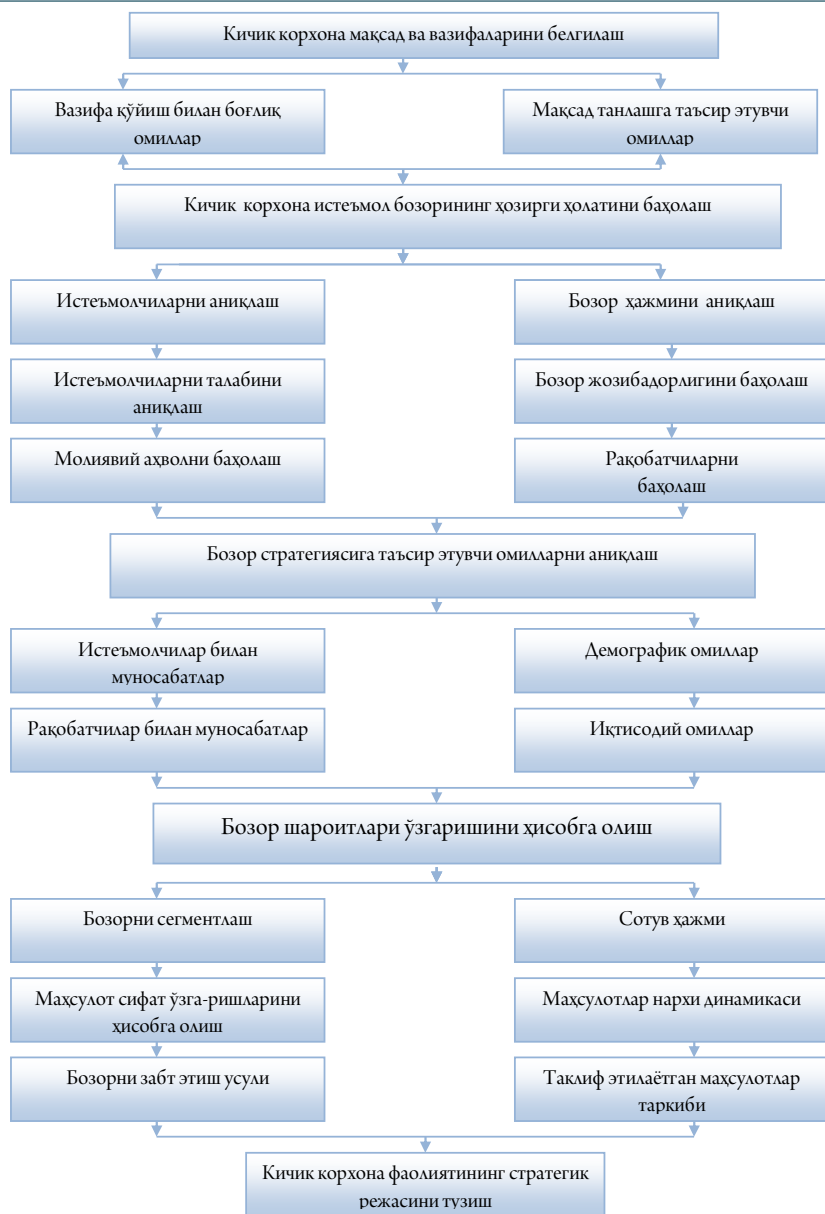 Кичик корхона мақсад ва вазифаларини белгилаш
Вазифа қўйиш билан боғлиқ
омиллар
Мақсад танлашга таъсир этувчи
омиллар
Кичик корхона истеъмол бозорининг ҳозирги ҳолатини баҳолаш
Истеъмолчиларни аниқлаш
Бозор ҳажмини аниқлаш
Истеъмолчиларни талабини
аниқлаш
Бозор жозибадорлигини баҳолаш
Молиявий аҳволни баҳолаш
Рақобатчиларни
баҳолаш
Бозор стратегиясига таъсир этувчи омилларни аниқлаш
Истеъмолчилар билан
муносабатлар
Демографик омиллар
Рақобатчилар билан муносабатлар
Иқтисодий омиллар
Бозор шароитлари ўзгаришини ҳисобга олиш
Бозорни сегментлаш
Сотув ҳажми
Маҳсулот сифат ўзга-ришларини
ҳисобга олиш
Маҳсулотлар нархи динамикаси
Бозорни забт этиш усули
Таклиф этилаётган маҳсулотлар
таркиби
Кичик корхона фаолиятининг стратегик
режасини тузиш